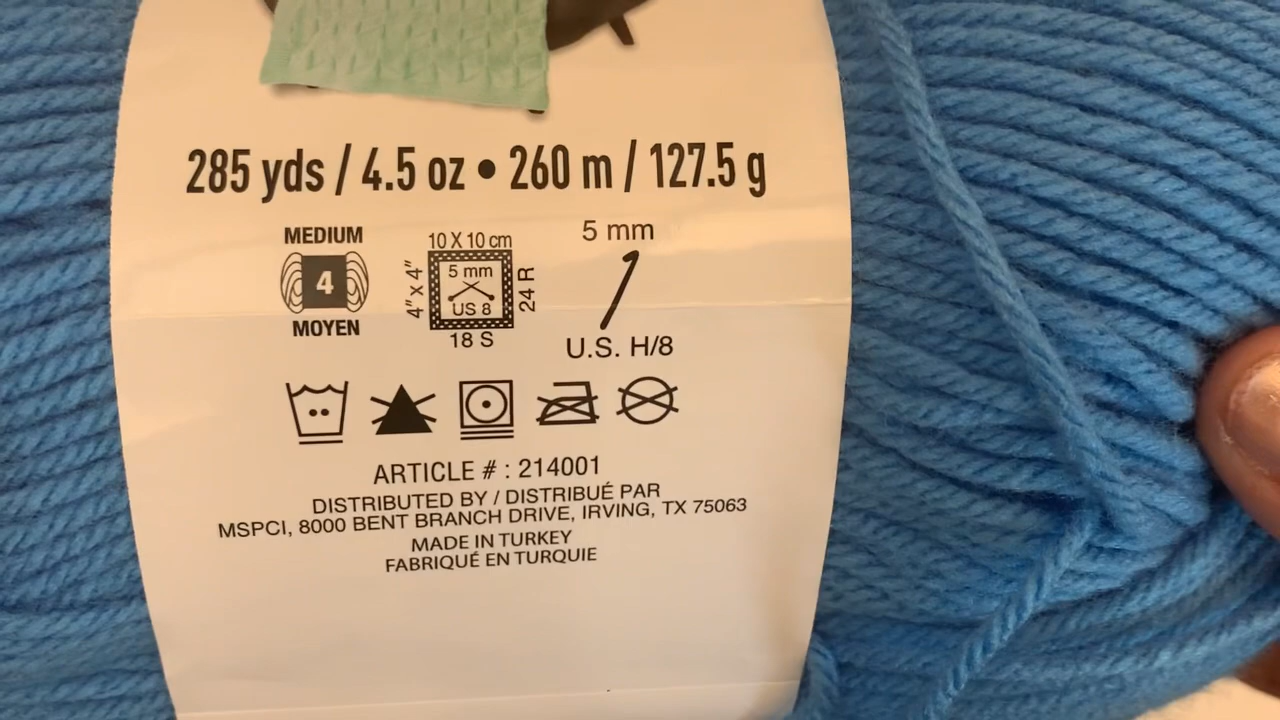 285 yds / 4.5 oz • 260 m / 127.5 g
MEDIUM
4
MOYEN
10 X 10 cm
4" x 4"
5 mm
US 8
24 R
18 S
5 mm
U.S. H/8
ARTICLE # : 214001
DISTRIBUTED BY / DISTRIBUÉ PAR
MSPCI, 8000 BENT BRANCH DRIVE, IRVING, TX 75063
MADE IN TURKEY
FABRIQUÉ EN TURQUIE